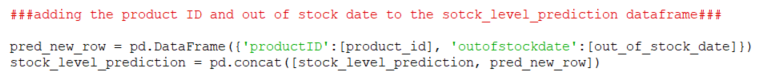 ###adding the product ID and out of stock date to the sotck_level_prediction dataframe###
pred_new_row = pd.DataFrame({'productID':[product_id], 'outofstockdate':[out_of_stock_date]})
stock_level_prediction = pd.concat([stock_level_prediction, pred_new_row])